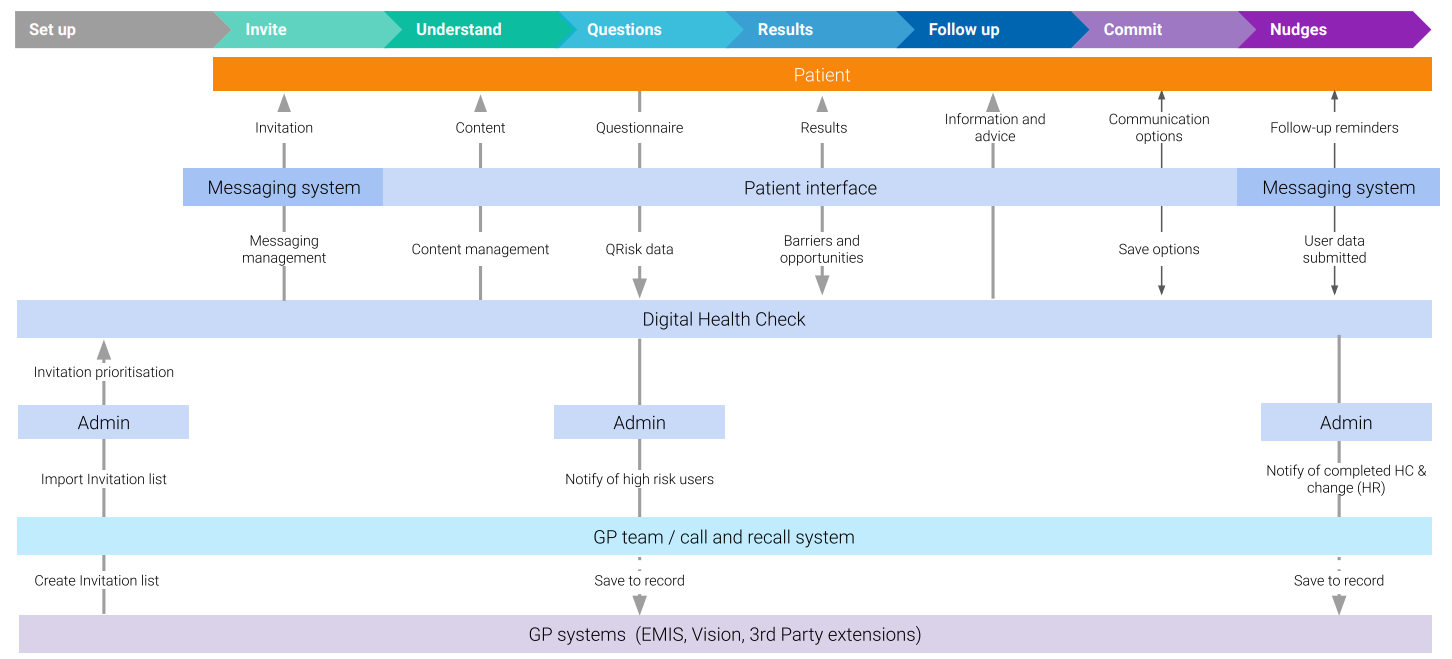 Set up
Invite
Understand
Questions
Results
Follow up
Commit
Nudges
Patient
Invitation
Content
Questionnaire
Results
Information and
advice
Communication
options
Follow-up reminders
Messaging system
Patient interface
Messaging system
Messaging
management
Content management
QRisk data
Barriers and
opportunities
Save options
User data
submitted
Digital Health Check
Invitation prioritisation
Admin
Admin
Admin
Import Invitation list
Notify of high risk users
Notify of completed HC &
change (HR)
GP team / call and recall system
Create Invitation list
Save to record
Save to record
GP systems (EMIS, Vision, 3rd Party extensions)